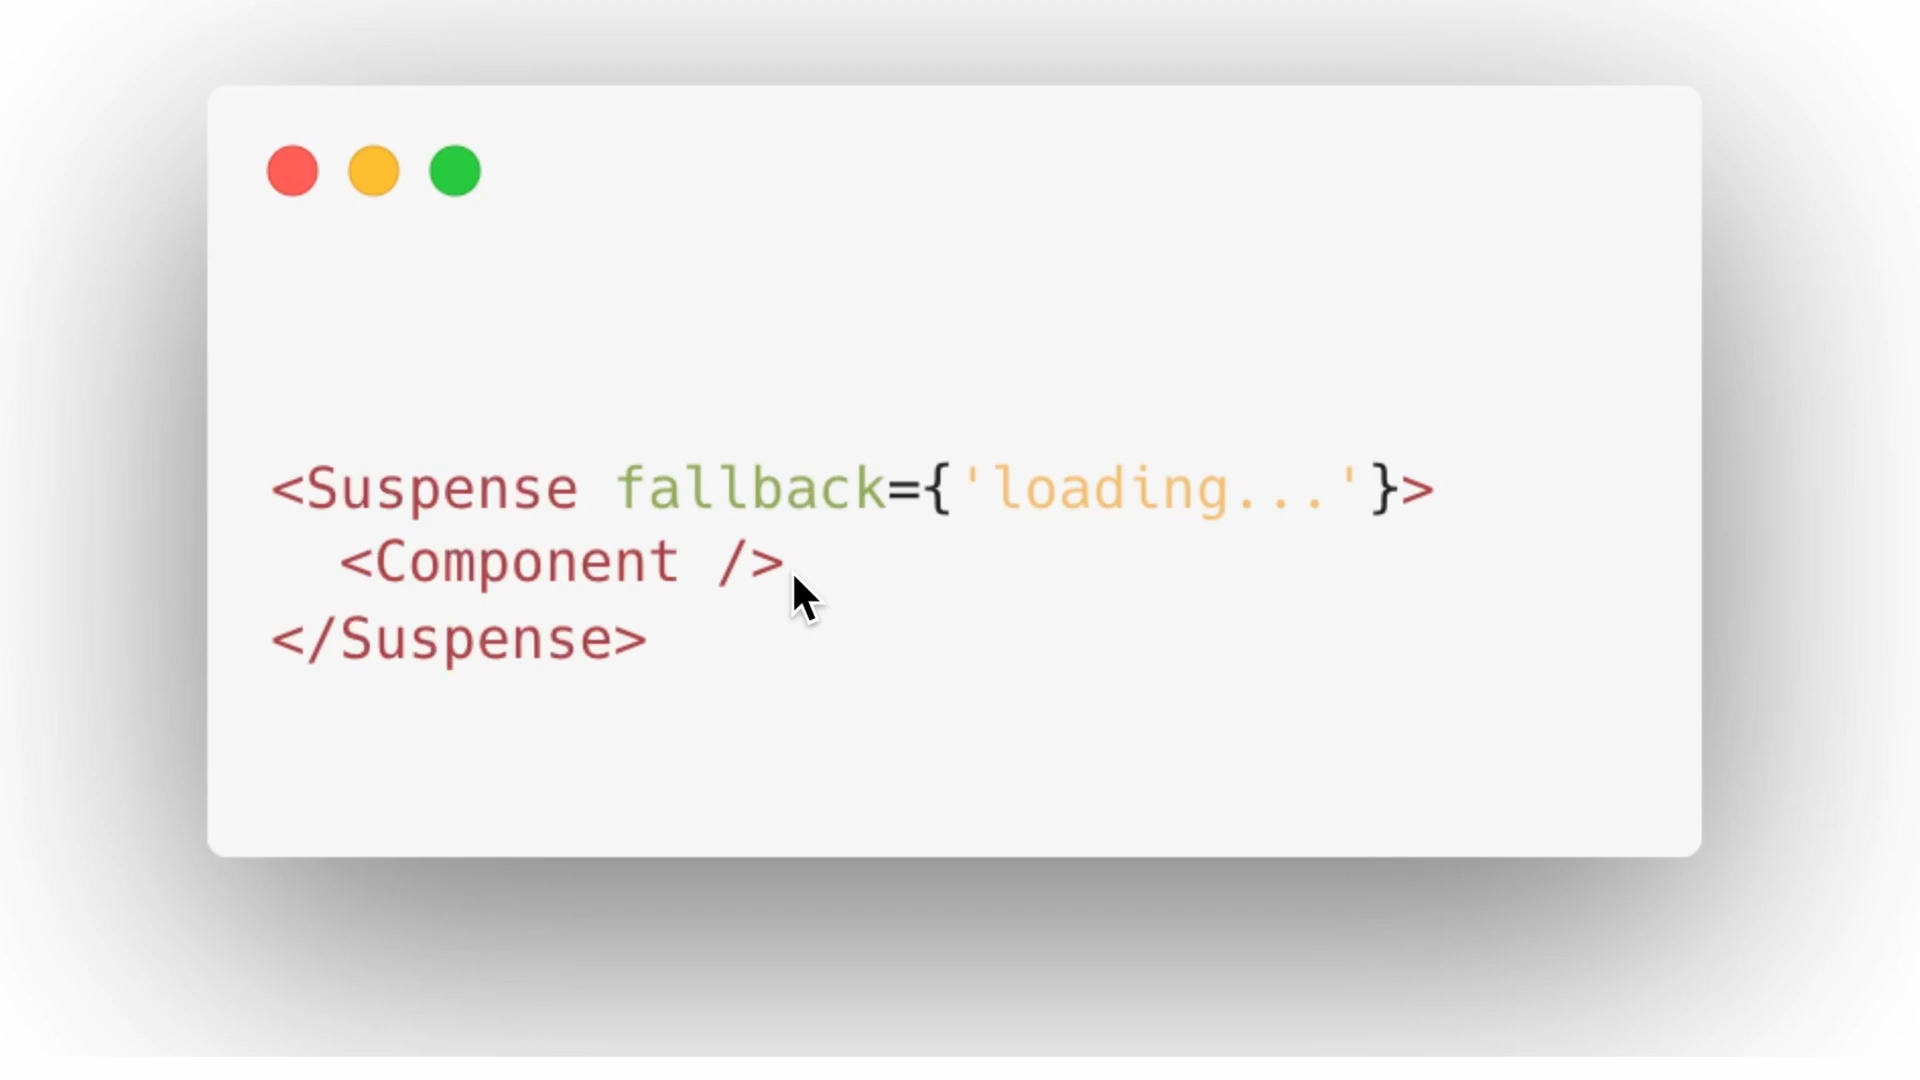 <Suspense fallback={'loading...'}>
<Component />
</Suspense>